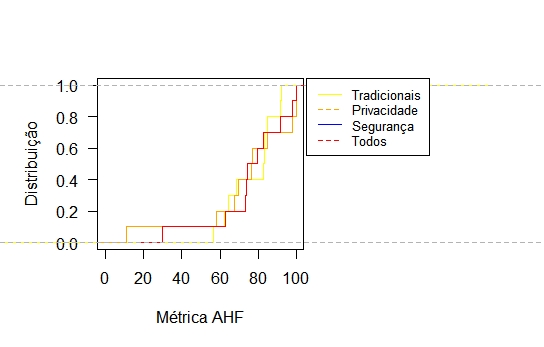 1.0
0.8
0.6
0.4
0.2
0.0
Distribuição
0 20 40 60 80 100
Métrica AHF
Tradicionais
Privacidade
Segurança
Todos